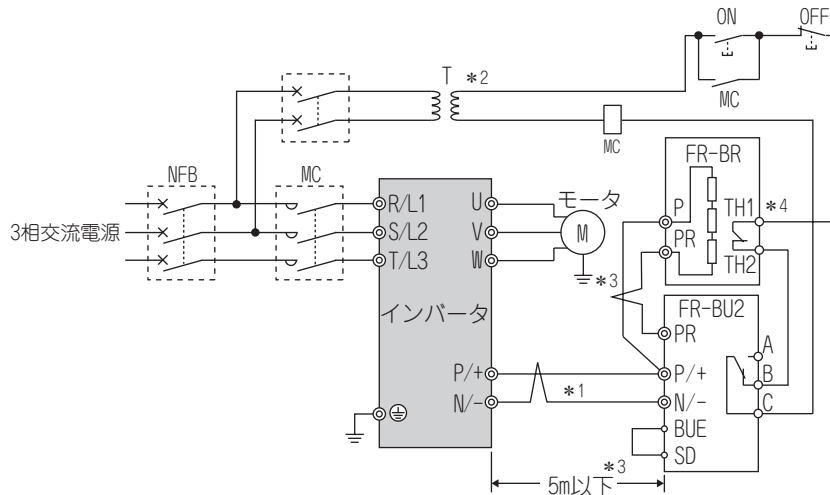 ON
OFF
T *2
MC
MC
FR-BR
NFB
MC
R/L1
U
モータ
P
TH1
*4
3相交流電源
S/L2
V
M
PR
T/L3
W
TH2
*3
FR-BU2
インバータ
PR
A
P/+
P/+
B
*1
N/-
N/-
C
BUE
SD
*3
5m以下